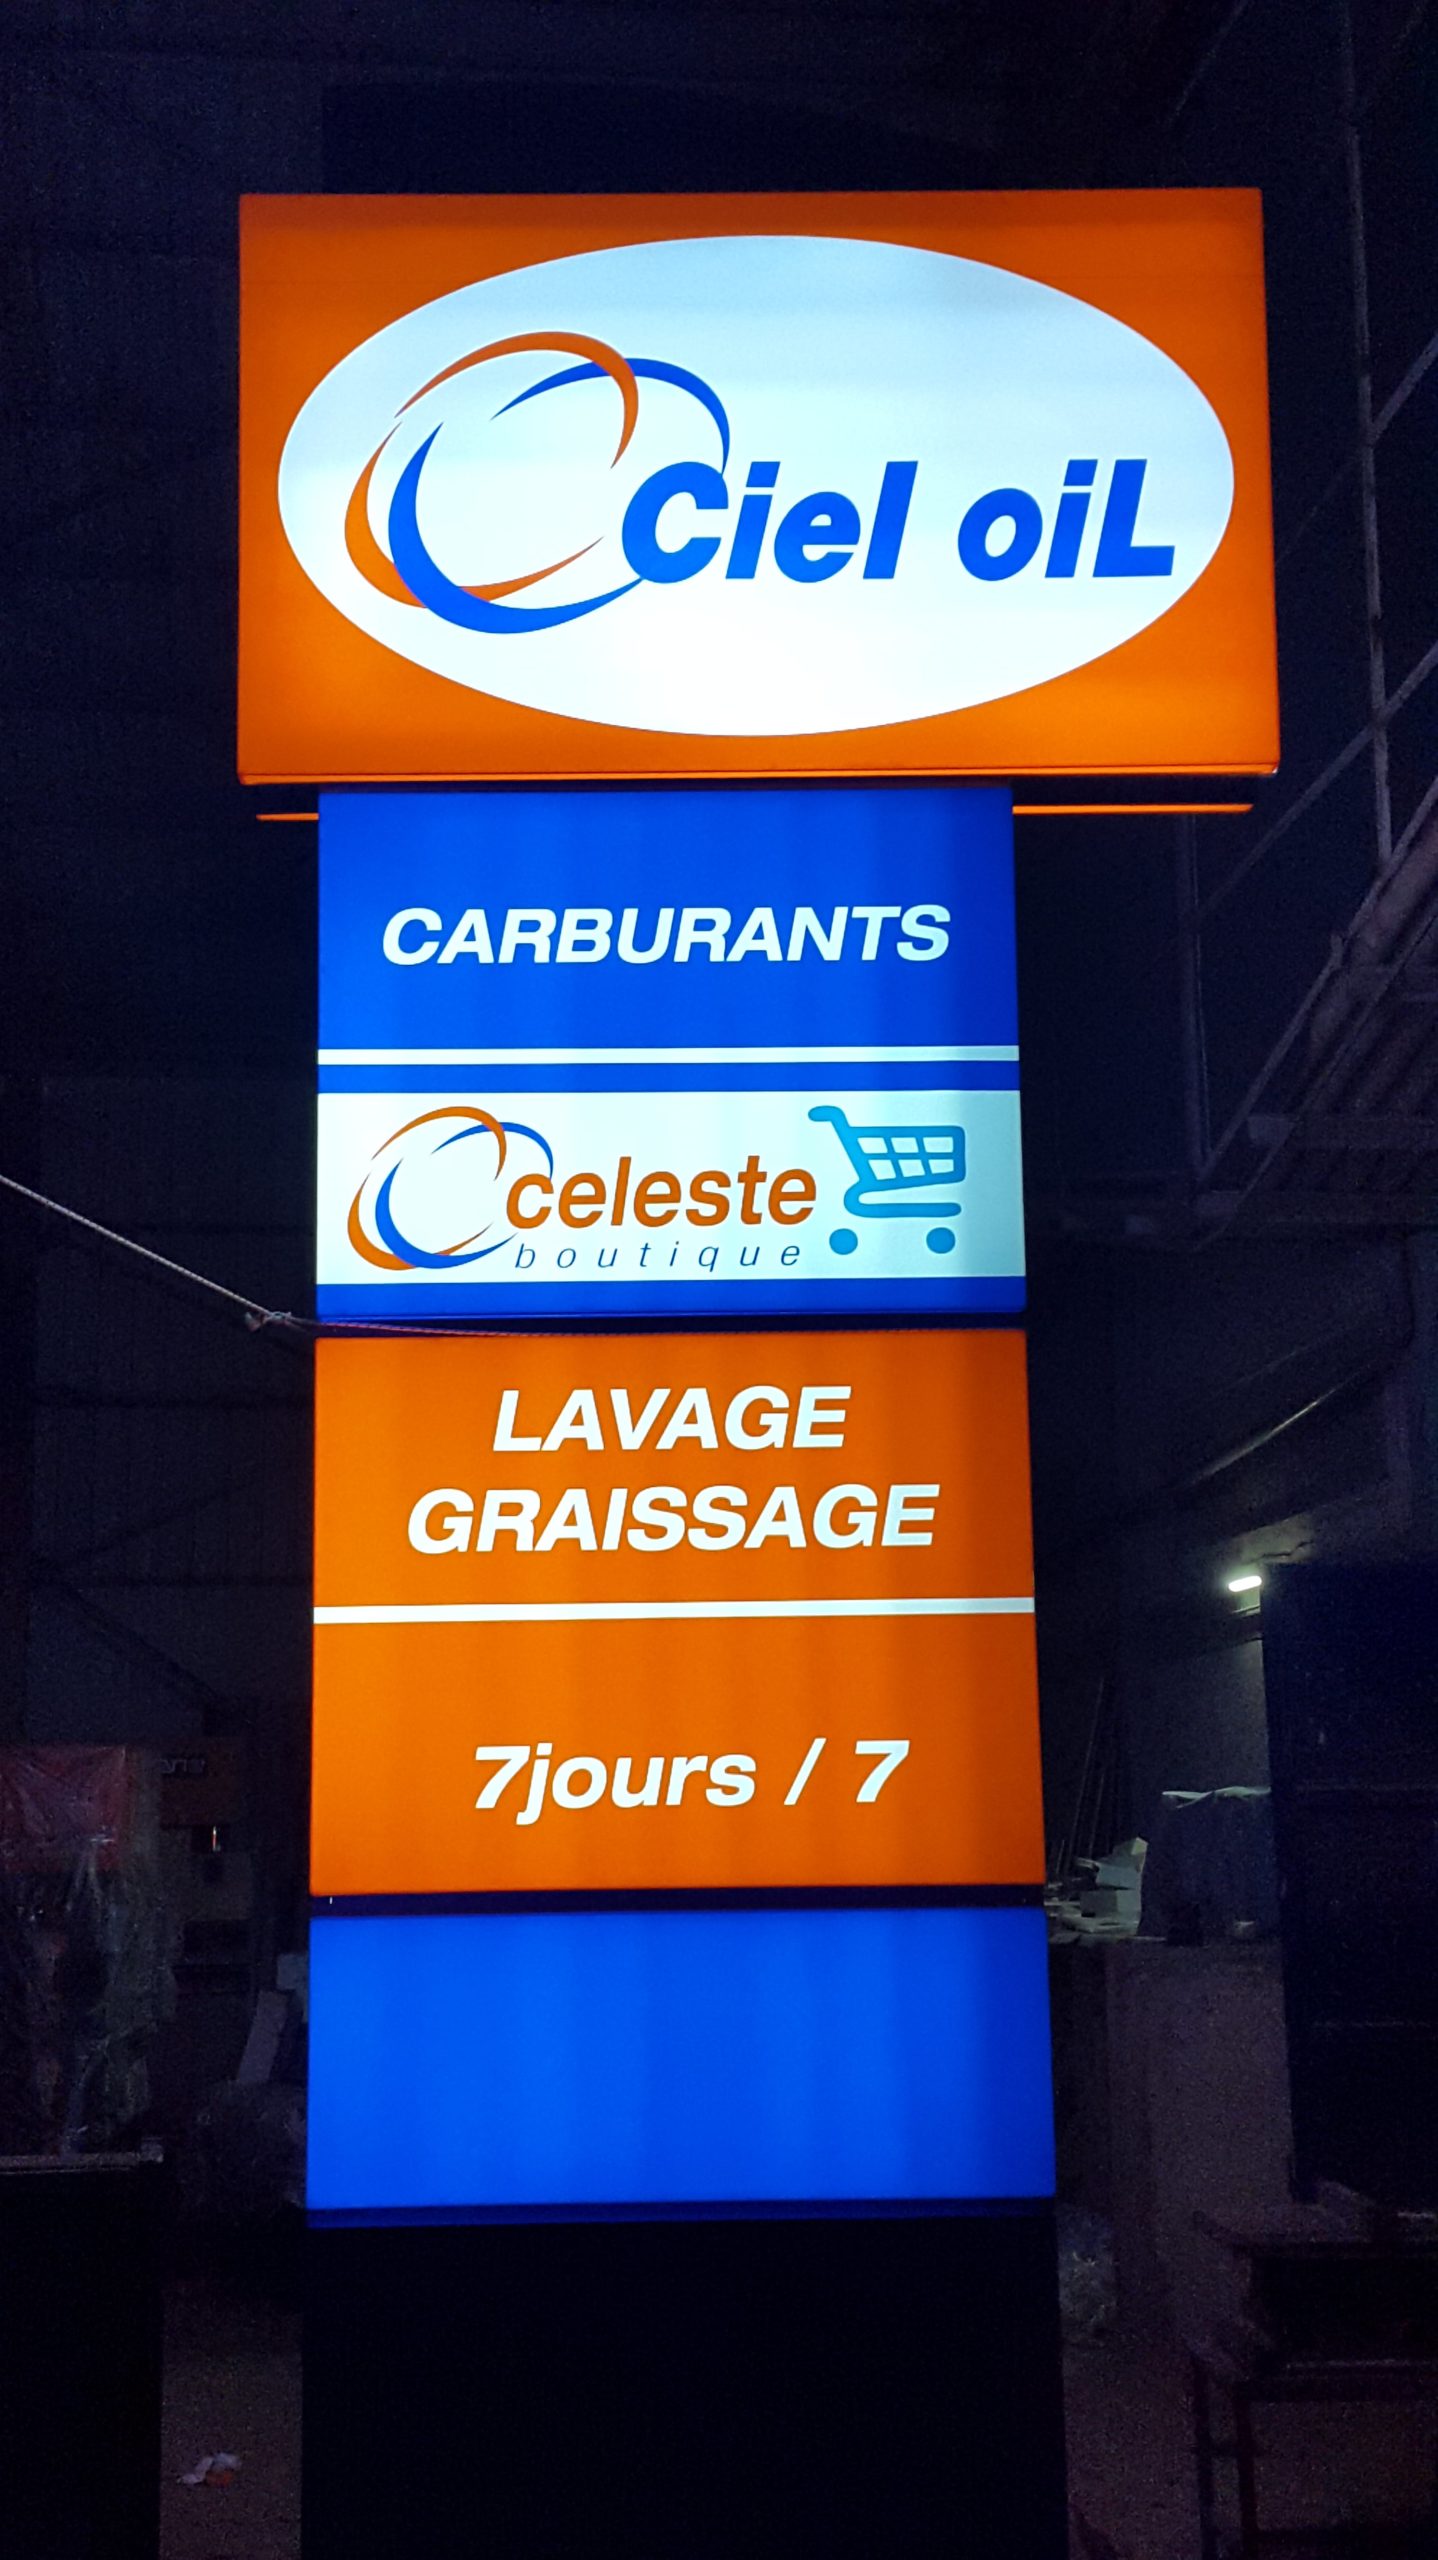 Ciel oiL
CARBURANTS
celeste
boutique
LAVAGE
GRAISSAGE
7jours / 7